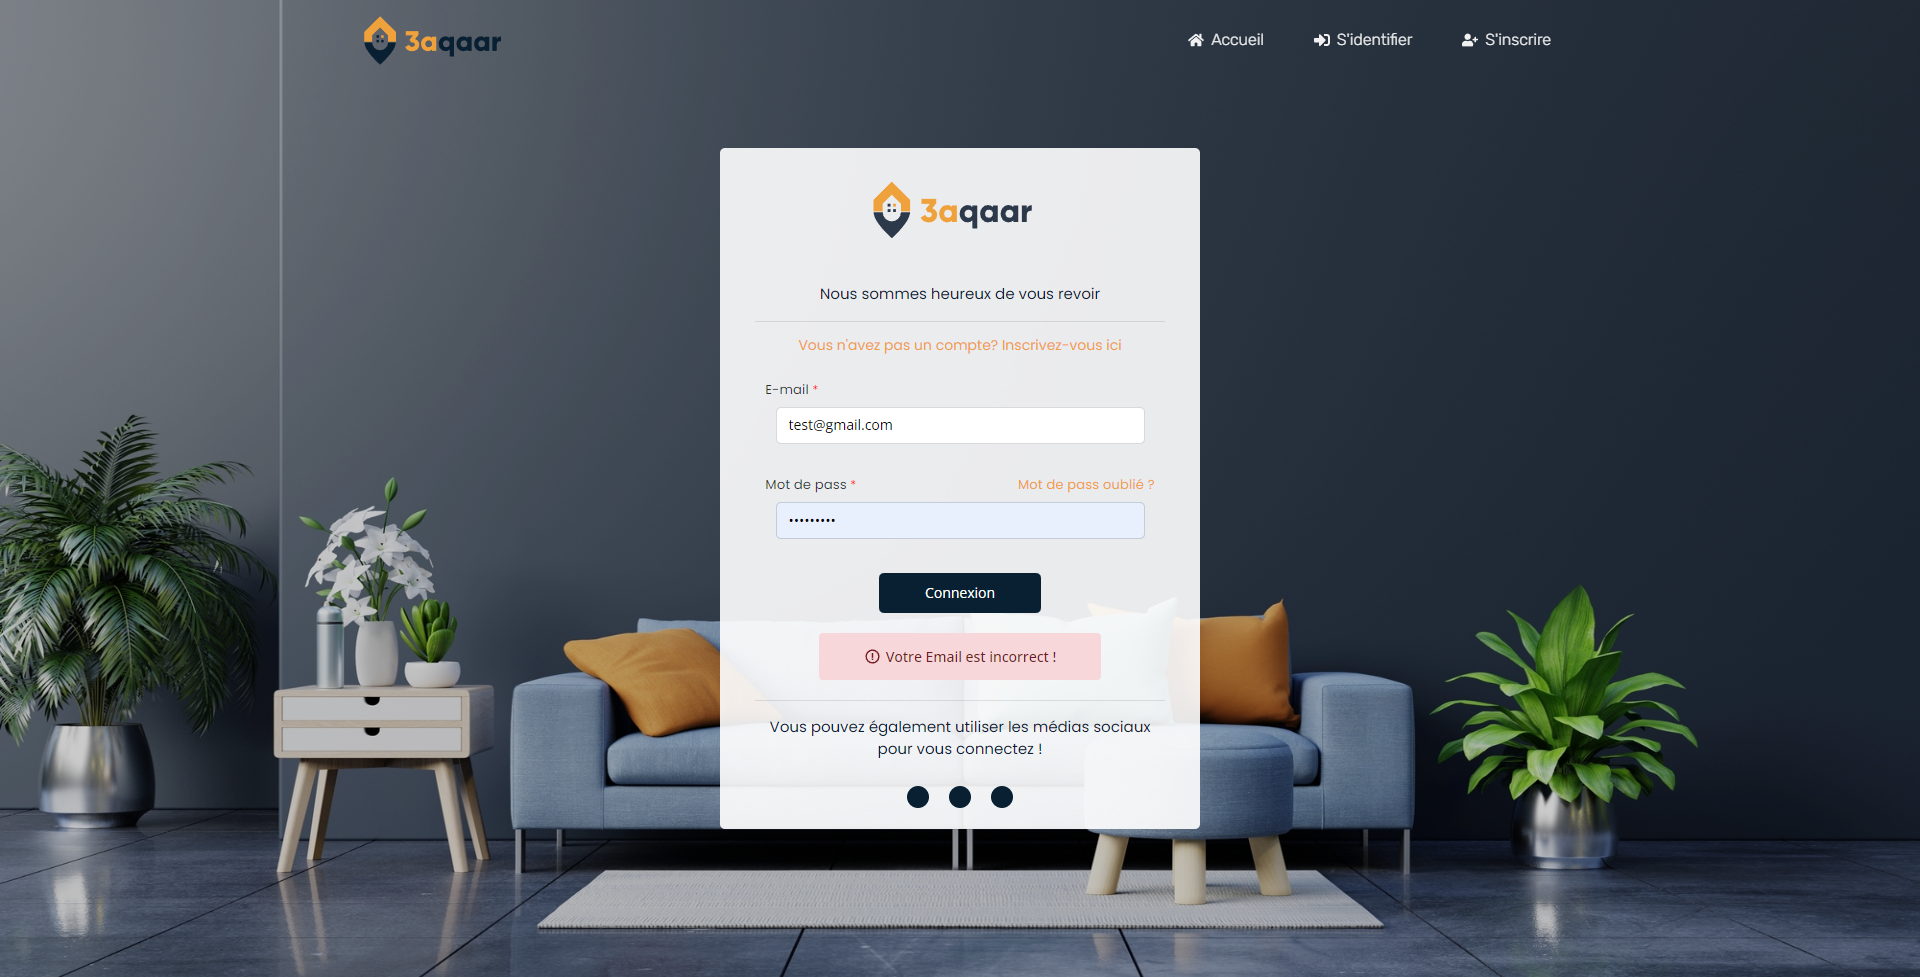 3aqaar
Accueil
S'identifier
S'inscrire
3aqaar
Nous sommes heureux de vous revoir
Vous n'avez pas un compte? Inscrivez-vous ici
E-mail *
test@gmail.com
Mot de pass *
Mot de pass oublié ?
•••••••••
Connexion
Votre Email est incorrect !
Vous pouvez également utiliser les médias sociaux
pour vous connectez !